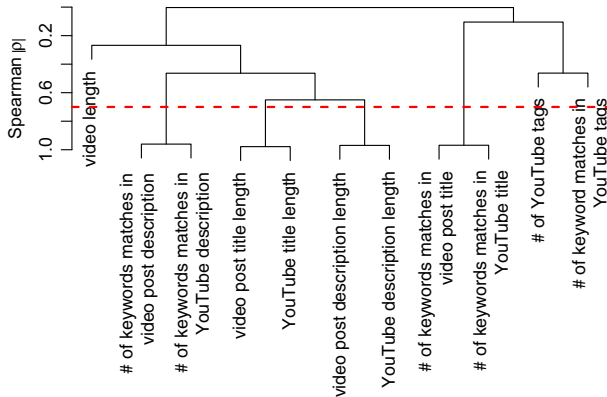 Spearman |ρ|
0.2
0.6
1.0
video length
# of keywords matches in
video post description
# of keywords matches in
YouTube description
video post title length
YouTube title length
video post description length
YouTube description length
# of keywords matches in
video post title
# of keywords matches in
YouTube title
# of YouTube tags
# of keyword matches in
YouTube tags